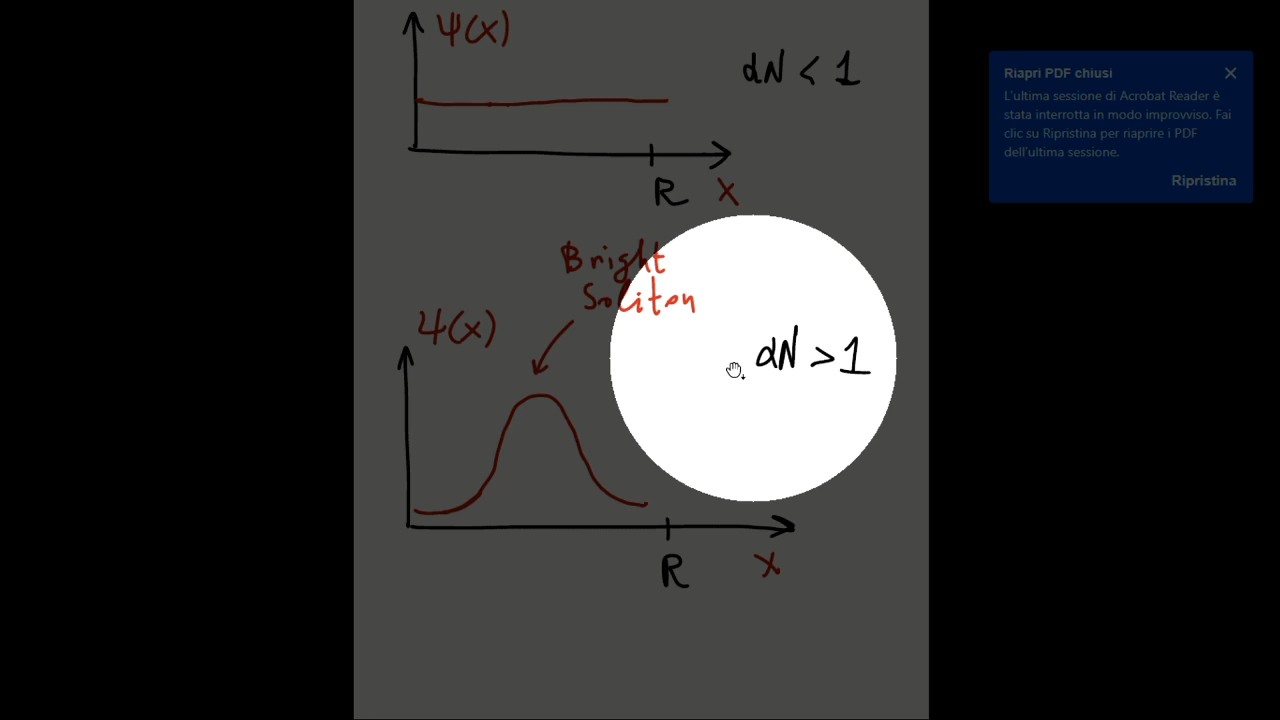 Ψ(x)
dN < 1
R x
Bright
Soliton
Ψ(x)
dN > 1
R x
Riapri PDF chiusi
L'ultima sessione di Acrobat Reader è
stata interrotta in modo improvviso. Fai
clic su Ripristina per riaprire i PDF
dell'ultima sessione.
Ripristina